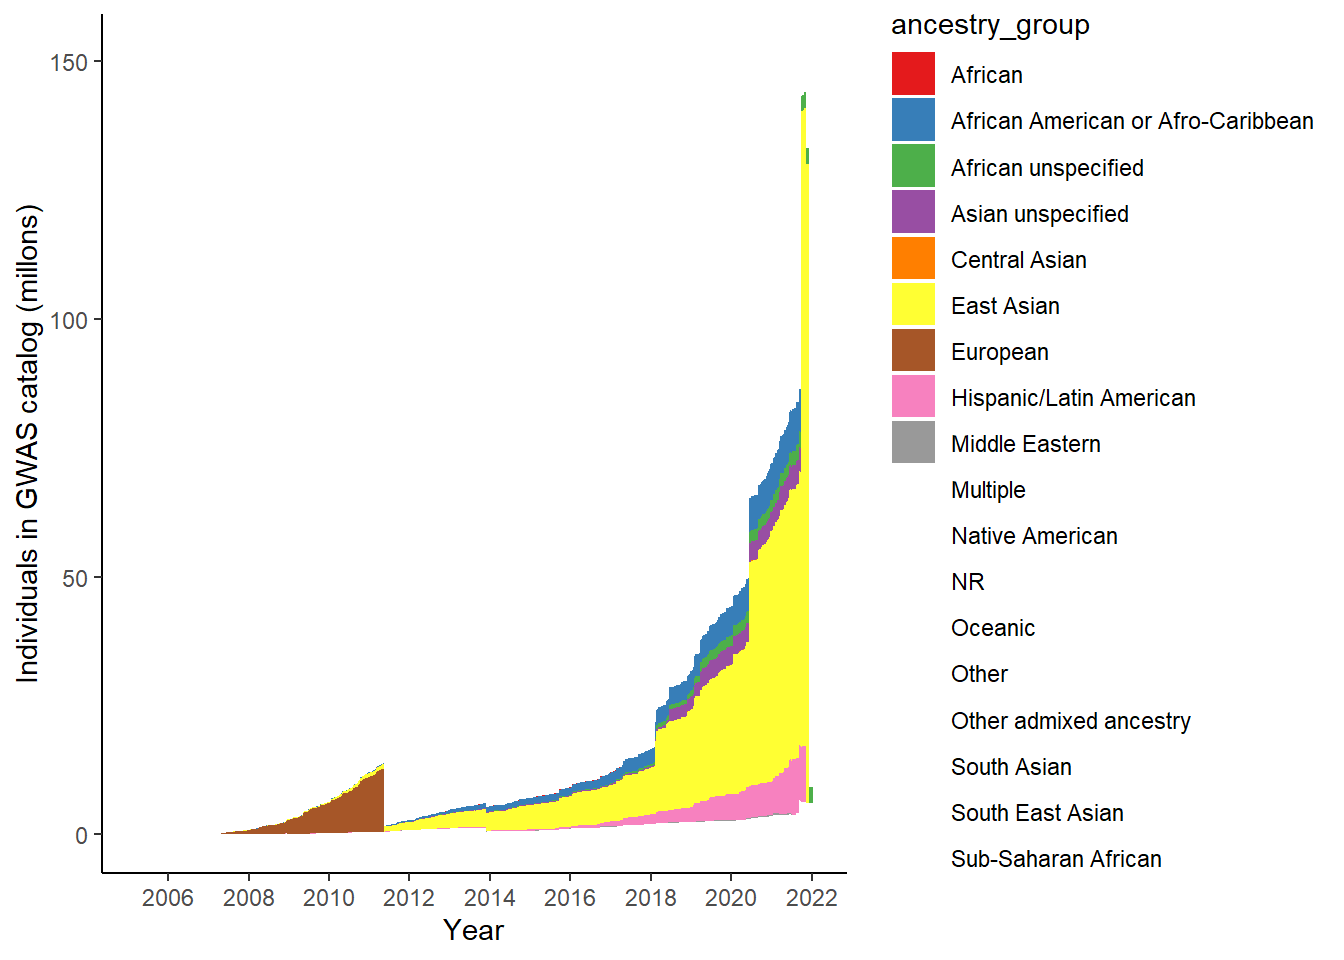 ancestry_group
African
African American or Afro-Caribbean
African unspecified
Asian unspecified
Central Asian
East Asian
European
Hispanic/Latin American
Middle Eastern
Multiple
Native American
NR
Oceanic
Other
Other admixed ancestry
South Asian
South East Asian
Sub-Saharan African
Individuals in GWAS catalog (millons)
150
100
50
0
2006 2008 2010 2012 2014 2016 2018 2020 2022
Year